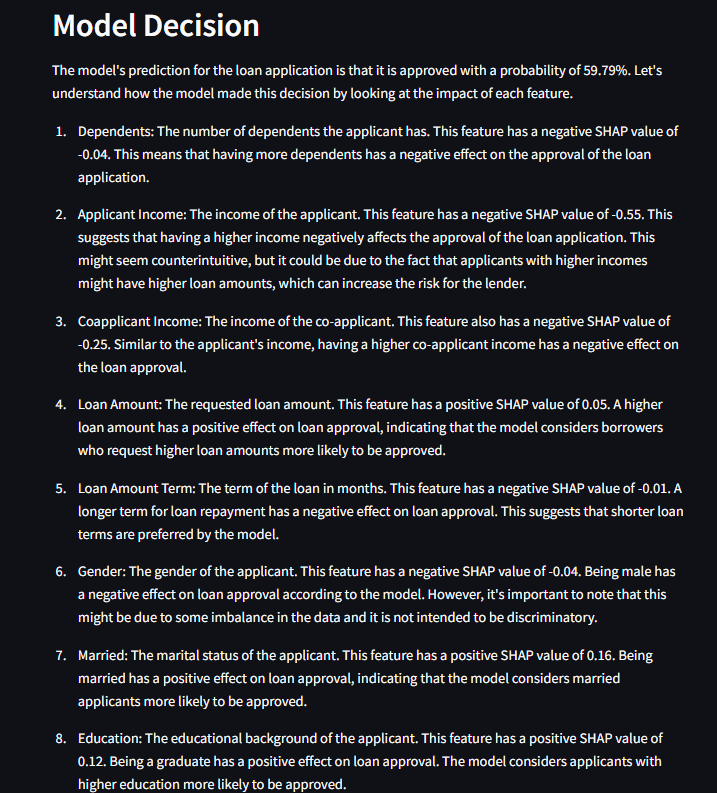 Model Decision
The model's prediction for the loan application is that it is approved with a probability of 59.79%. Let's
understand how the model made this decision by looking at the impact of each feature.
1. Dependents: The number of dependents the applicant has. This feature has a negative SHAP value of
-0.04. This means that having more dependents has a negative effect on the approval of the loan
application.
2. Applicant Income: The income of the applicant. This feature has a negative SHAP value of -0.55. This
suggests that having a higher income negatively affects the approval of the loan application. This
might seem counterintuitive, but it could be due to the fact that applicants with higher incomes
might have higher loan amounts, which can increase the risk for the lender.
3. Coapplicant Income: The income of the co-applicant. This feature also has a negative SHAP value of
-0.25. Similar to the applicant's income, having a higher co-applicant income has a negative effect on
the loan approval.
4. Loan Amount: The requested loan amount. This feature has a positive SHAP value of 0.05. A higher
loan amount has a positive effect on loan approval, indicating that the model considers borrowers
who request higher loan amounts more likely to be approved.
5. Loan Amount Term: The term of the loan in months. This feature has a negative SHAP value of -0.01. A
longer term for loan repayment has a negative effect on loan approval. This suggests that shorter loan
terms are preferred by the model.
6. Gender: The gender of the applicant. This feature has a negative SHAP value of -0.04. Being male has
a negative effect on loan approval according to the model. However, it's important to note that this
might be due to some imbalance in the data and it is not intended to be discriminatory.
7. Married: The marital status of the applicant. This feature has a positive SHAP value of 0.16. Being
married has a positive effect on loan approval, indicating that the model considers married
applicants more likely to be approved.
8. Education: The educational background of the applicant. This feature has a positive SHAP value of
0.12. Being a graduate has a positive effect on loan approval. The model considers applicants with
higher education more likely to be approved.